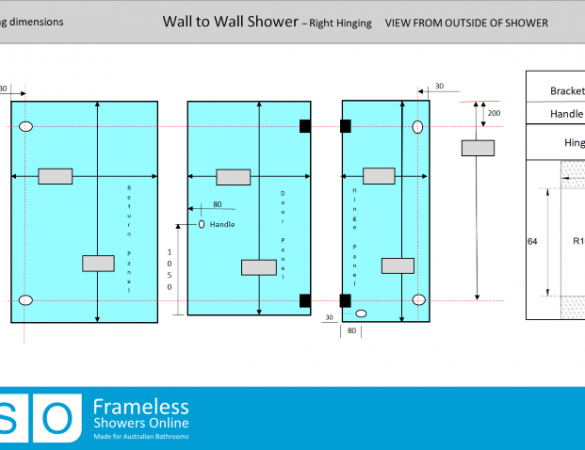 ng dimensions
Wall to Wall Shower – Right Hinging VIEW FROM OUTSIDE OF SHOWER
30
30
200
Bracket
Handle
Hing
Return Panel
Door Panel
Hinge Panel
80
Handle
1050
64
R1
30
80
SO
Frameless
Showers Online
Made for Australian Bathrooms